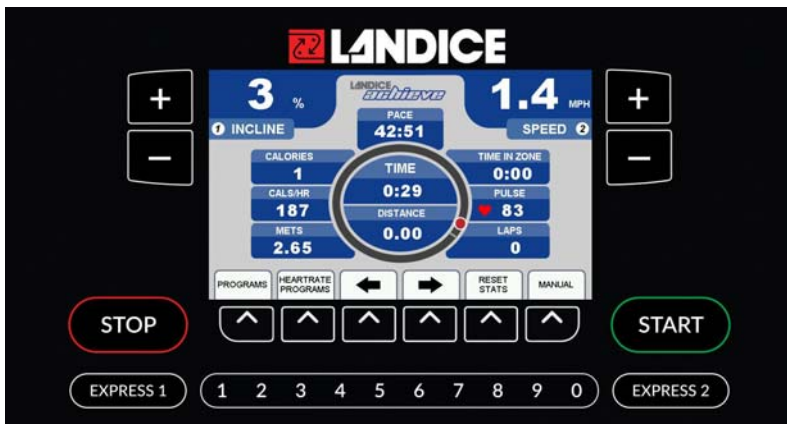 LANDICE
3 %
LANDICE
achieve
1.4 MPH
1 INCLINE
PACE
42:51
SPEED 2
CALORIES
1
TIME
0:29
TIME IN ZONE
0:00
CALS/HR
187
DISTANCE
0.00
PULSE
83
METS
2.65
LAPS
0
PROGRAMS
HEARTRATE
PROGRAMS
RESET
STATS
MANUAL
STOP
START
EXPRESS 1
1 2 3 4 5 6 7 8 9 0
EXPRESS 2